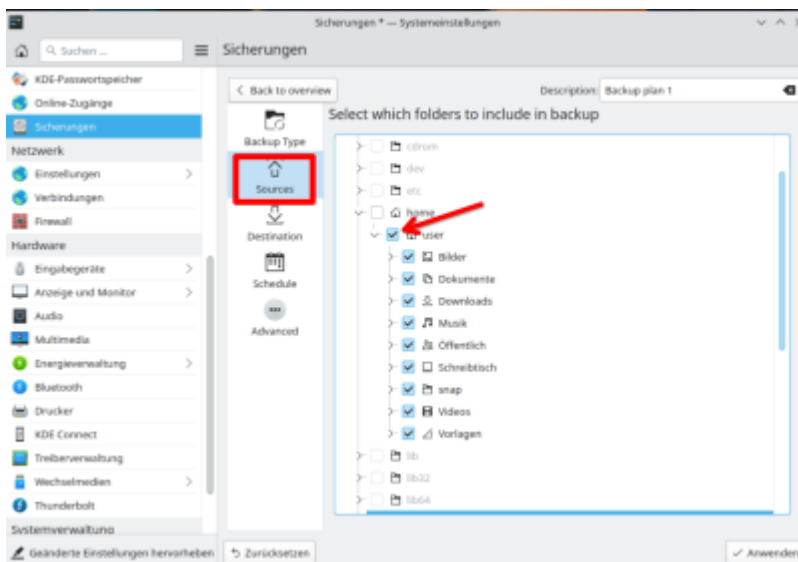 Sicherungen * — Systemeinstellungen
Suchen ...
Sicherungen
KDE-Passwortspeicher
Online-Zugänge
Sicherungen
Netzwerk
Einstellungen
Verbindungen
Firewall
Hardware
Eingabegeräte
Anzeige und Monitor
Audio
Multimedia
Energieverwaltung
Bluetooth
Drucker
KDE Connect
Treiberverwaltung
Wechselmedien
Thunderbolt
Systemverwaltung
Geänderte Einstellungen hervorheben
Back to overview
Description: Backup plan 1
Backup Type
Sources
Destination
Schedule
Advanced
Select which folders to include in backup
cdrom
dev
etc
home
user
Bilder
Dokumente
Downloads
Musik
Öffentlich
Schreibtisch
snap
Videos
Vorlagen
lib
lib32
lib64
Zurücksetzen
Anwenden